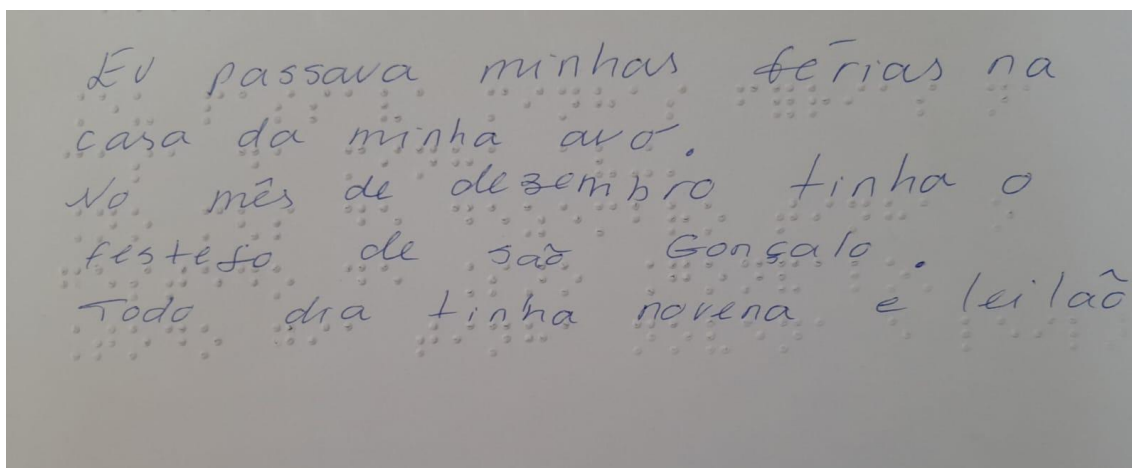 Eu passava minhas férias na
casa da minha avó.
No mês de dezembro tinha o
festejo de são Gonçalo.
Todo dia tinha novena e leilão